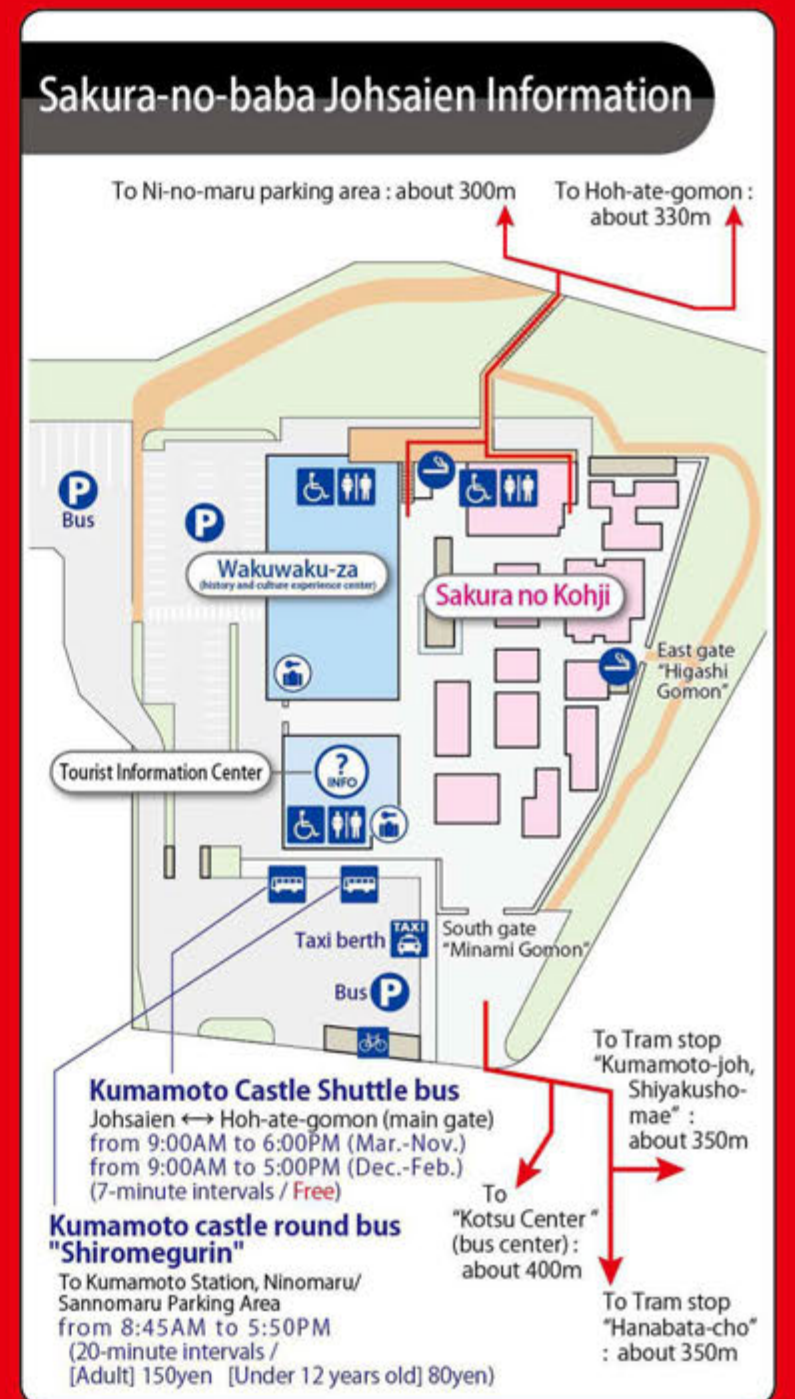 Sakura-no-baba Johsaien Information
To Ni-no-maru parking area : about 300m
To Hoh-ate-gomon :
about 330m
P
Bus
P
Wakuwaku-za
(history and culture experience center)
Sakura no Kohji
East gate
"Higashi
Gomon"
Tourist Information Center
?
INFO
Taxi berth
TAXI
South gate
"Minami Gomon"
Bus P
Kumamoto Castle Shuttle bus
Johsaien ⟷ Hoh-ate-gomon (main gate)
from 9:00AM to 6:00PM (Mar.-Nov.)
from 9:00AM to 5:00PM (Dec.-Feb.)
(7-minute intervals / Free)
Kumamoto castle round bus
"Shiromegurin"
To Kumamoto Station, Ninomaru/
Sannomaru Parking Area
from 8:45AM to 5:50PM
(20-minute intervals /
[Adult] 150yen [Under 12 years old] 80yen)
To Tram stop
"Kumamoto-joh,
Shiyakusho-
mae" :
about 350m
To
"Kotsu Center "
(bus center) :
about 400m
To Tram stop
"Hanabata-cho"
: about 350m